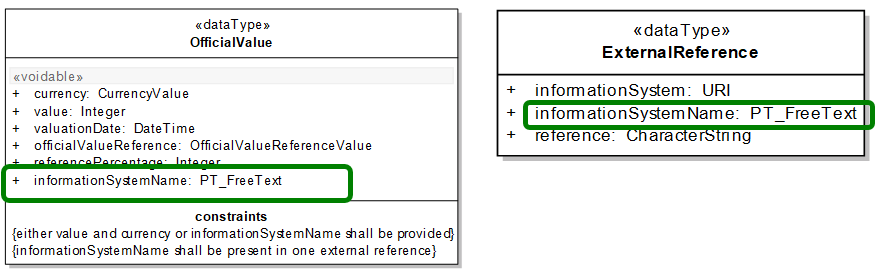 «dataType»
OfficialValue
«voidable»
+ currency: CurrencyValue
+ value: Integer
+ valuationDate: DateTime
+ officialValueReference: OfficialValueReferenceValue
+ referencePercentage: Integer
+ informationSystemName: PT_FreeText
constraints
{either value and currency or informationSystemName shall be provided}
{informationSystemName shall be present in one external reference}
«dataType»
ExternalReference
+ informationSystem: URI
+ informationSystemName: PT_FreeText
+ reference: CharacterString